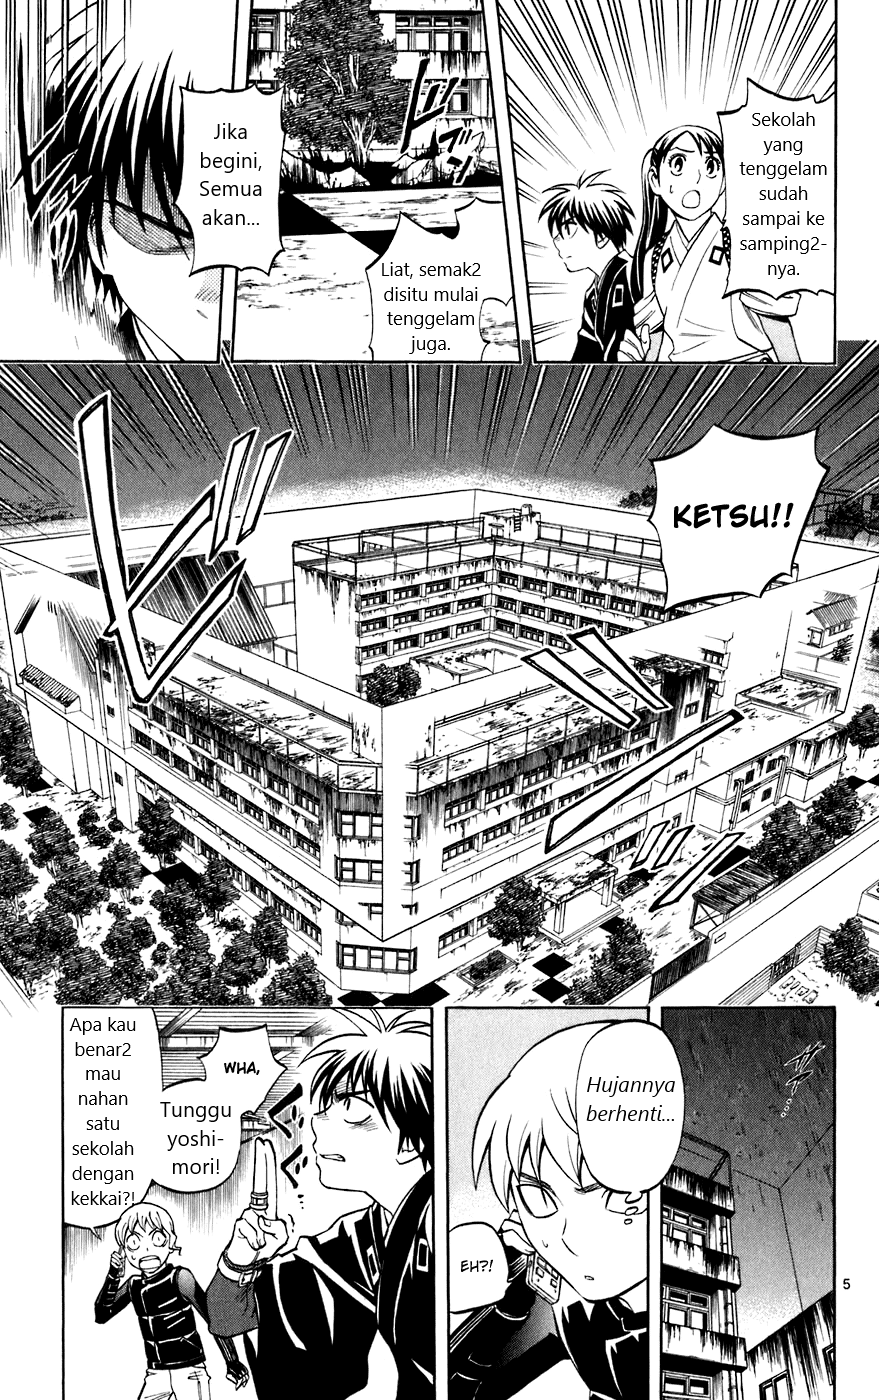 Sekolah
yang
tenggelam
sudah
sampai ke
samping2-
nya.
Liat, semak2
disitu mulai
tenggelam
juga.
Jika
begini,
Semua
akan...
KETSU!!
Hujannya
berhenti...
EH?!
WHA,
Tunggu
yoshi-
mori!
Apa kau
benar2
mau
nahan
satu
sekolah
dengan
kekkai?!
5